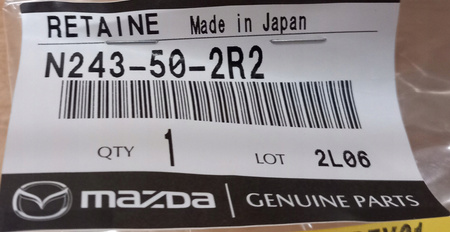 RETAINE Made in Japan
N243-50-2R2
QTY 1 LOT 2L06
mazda | GENUINE PARTS